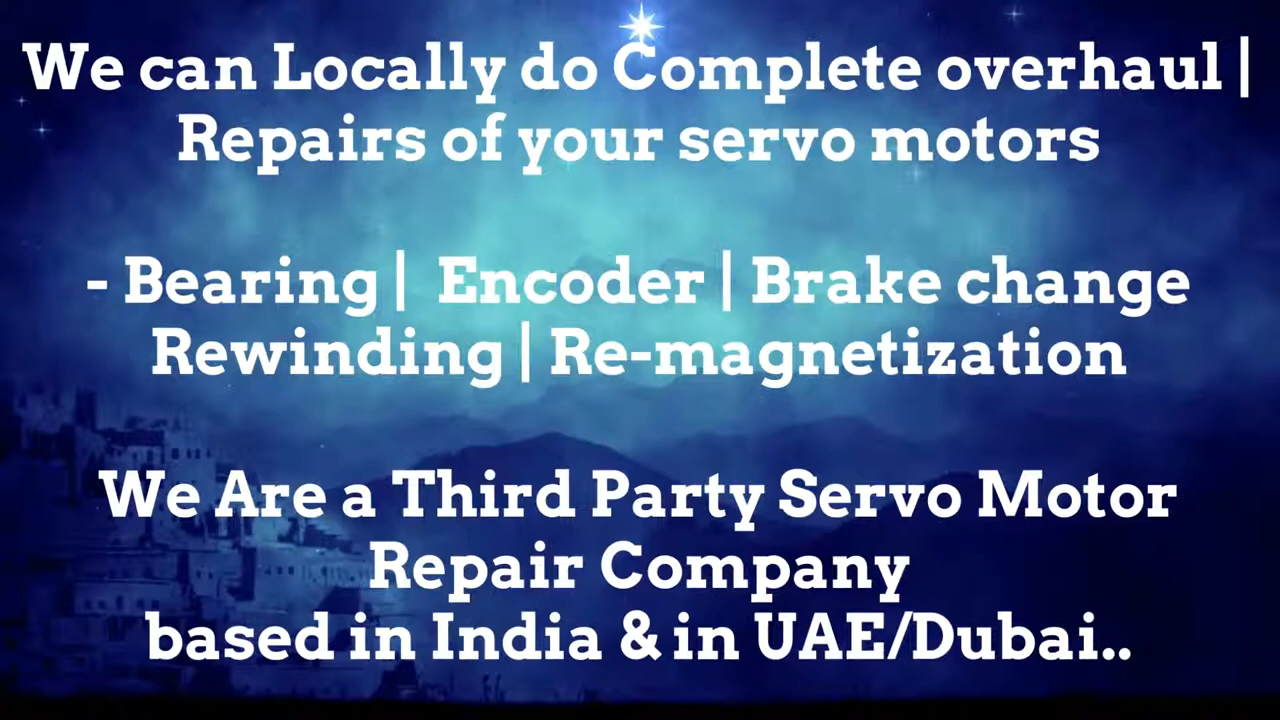 We can Locally do Complete overhaul |
Repairs of your servo motors
- Bearing | Encoder | Brake change
Rewinding | Re-magnetization
We Are a Third Party Servo Motor
Repair Company
based in India & in UAE/Dubai..